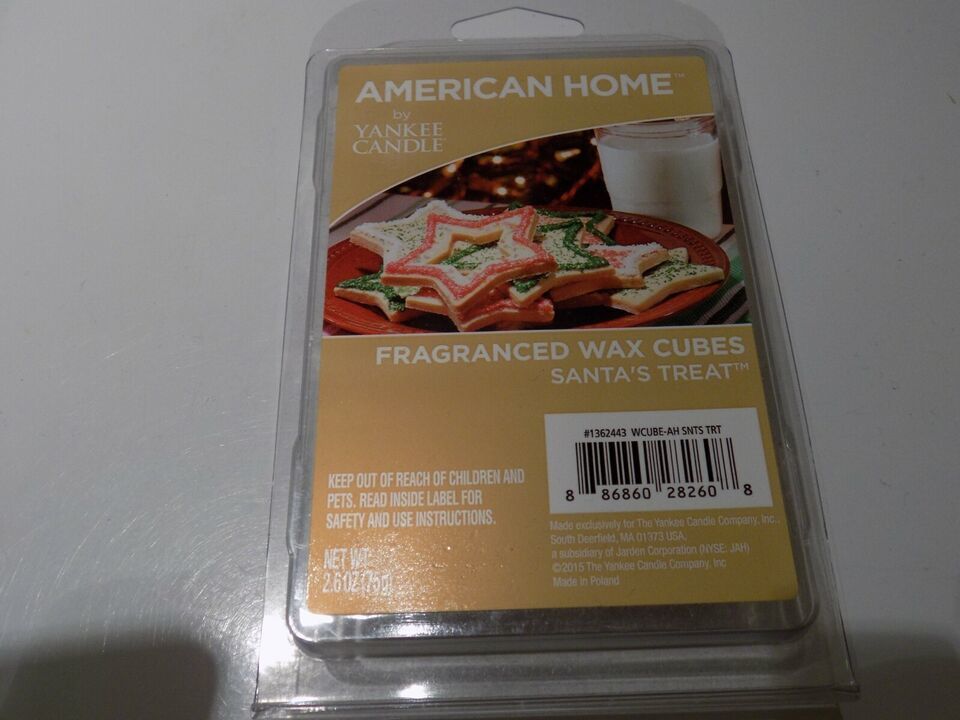 AMERICAN HOME™
by
YANKEE
CANDLE
FRAGRANCED WAX CUBES
SANTA'S TREAT™
#1362443 WCUBE-AH SNTS TRT
8 86860 28260 8
KEEP OUT OF REACH OF CHILDREN AND
PETS. READ INSIDE LABEL FOR
SAFETY AND USE INSTRUCTIONS.
NET WT
2.6 OZ (75g)
Made exclusively for The Yankee Candle Company, Inc.,
South Deerfield, MA 01373 USA,
a subsidiary of Jarden Corporation (NYSE: JAH)
©2015 The Yankee Candle Company, Inc
Made in Poland